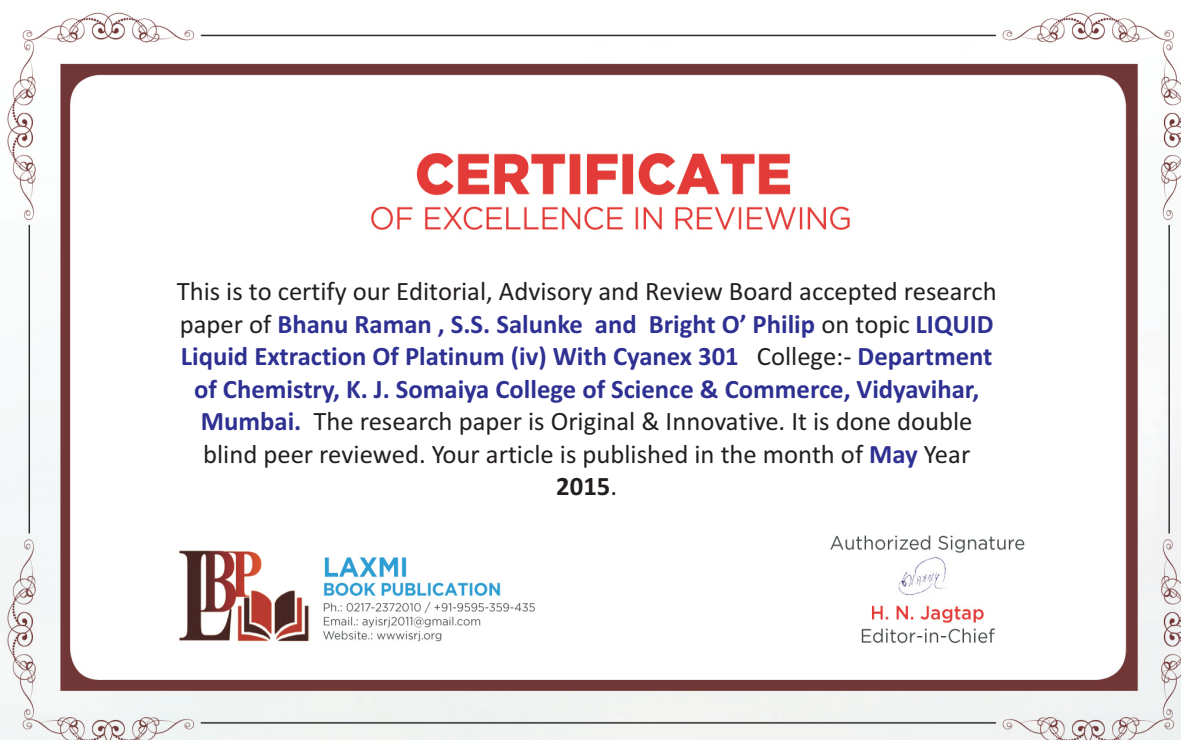 CERTIFICATE
OF EXCELLENCE IN REVIEWING
This is to certify our Editorial, Advisory and Review Board accepted research
paper of Bhanu Raman , S.S. Salunke and Bright O’ Philip on topic LIQUID
Liquid Extraction Of Platinum (iv) With Cyanex 301 College:- Department
of Chemistry, K. J. Somaiya College of Science & Commerce, Vidyavihar,
Mumbai. The research paper is Original & Innovative. It is done double
blind peer reviewed. Your article is published in the month of May Year
2015.
LBP
LAXMI
BOOK PUBLICATION
Ph.: 0217-2372010 / +91-9595-359-435
Email.: ayisrj2011@gmail.com
Website.: wwwisrj.org
Authorized Signature
H. N. Jagtap
Editor-in-Chief